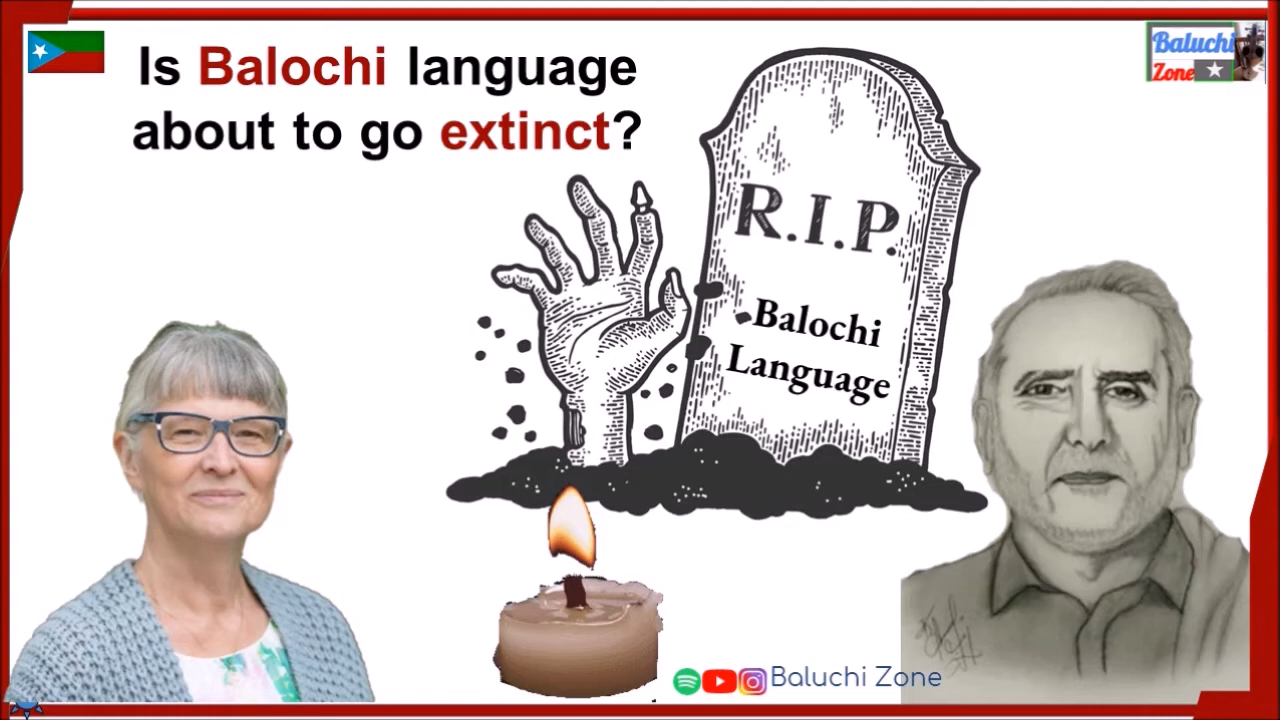 Is Balochi language
about to go extinct?
Baluchi
Zone
R.I.P.
Balochi
Language
Baluchi Zone